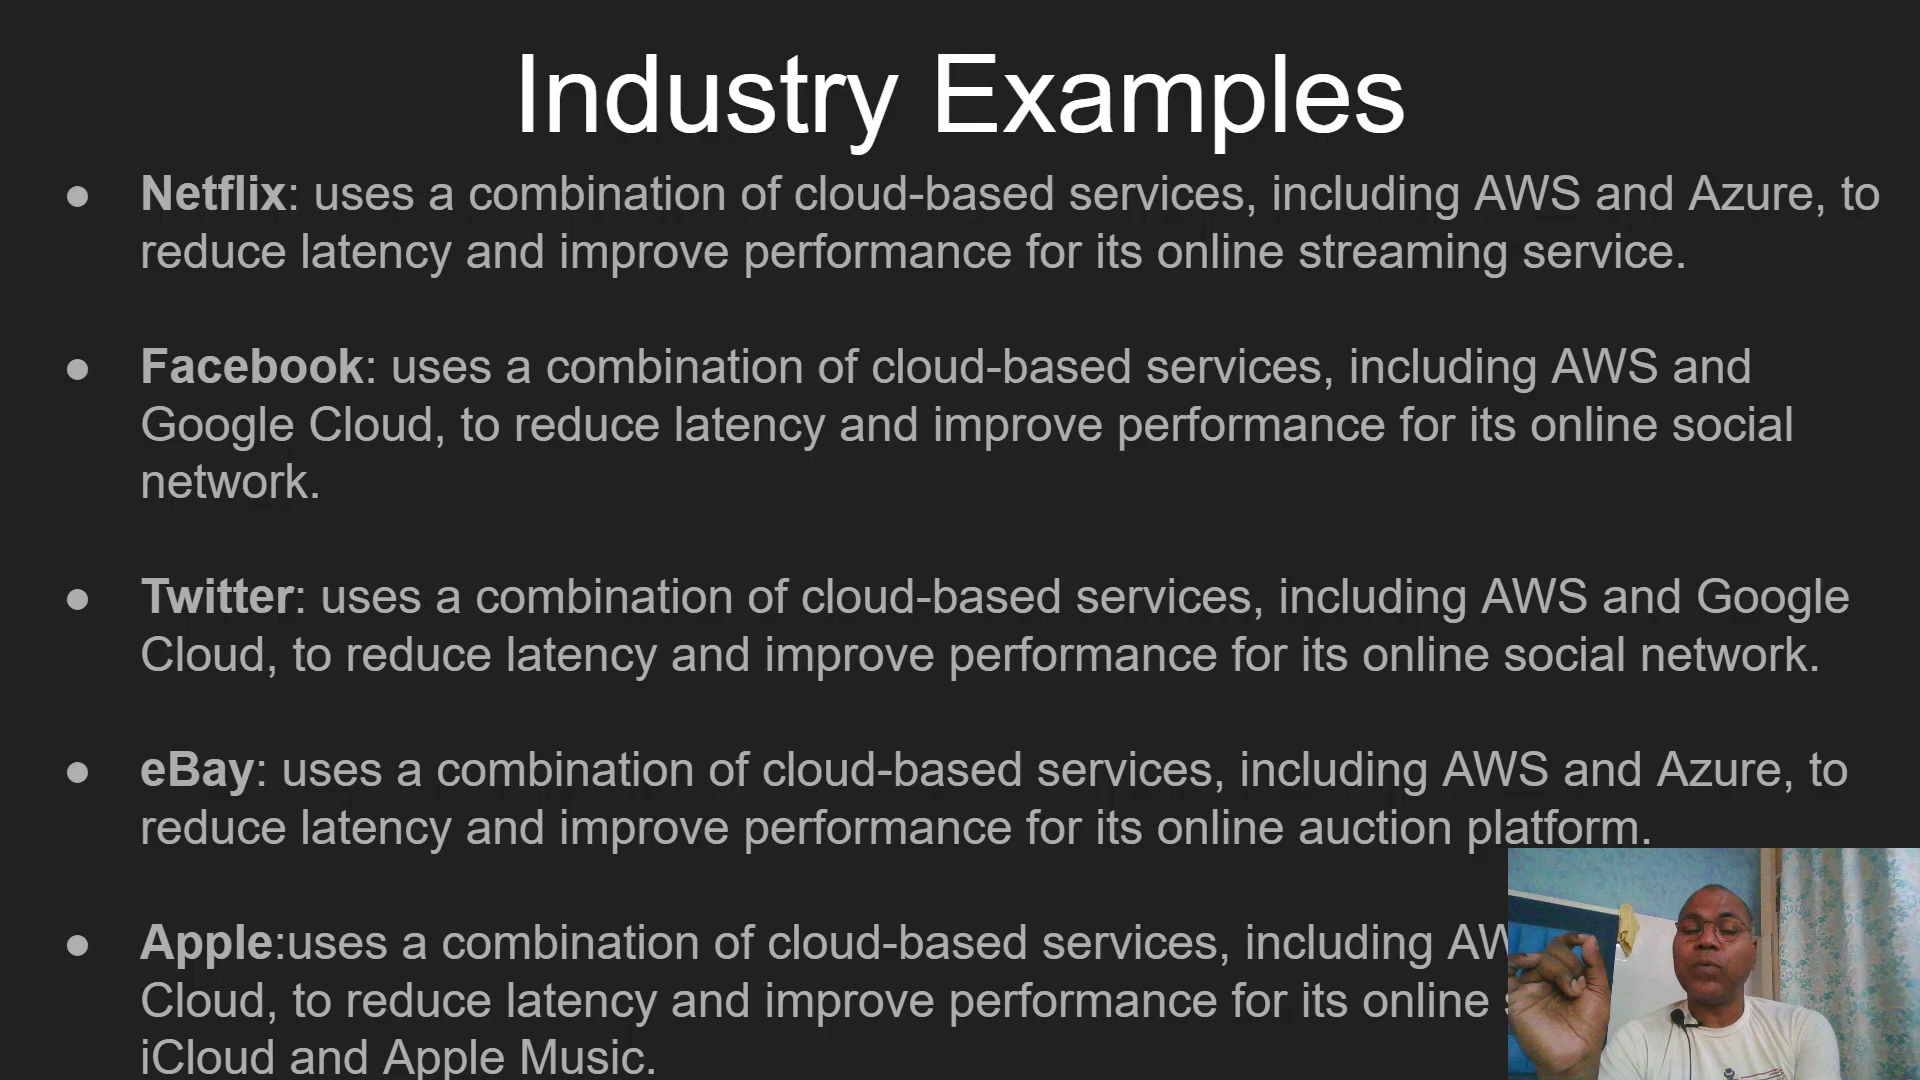 Industry Examples
● Netflix: uses a combination of cloud-based services, including AWS and Azure, to
reduce latency and improve performance for its online streaming service.
● Facebook: uses a combination of cloud-based services, including AWS and
Google Cloud, to reduce latency and improve performance for its online social
network.
● Twitter: uses a combination of cloud-based services, including AWS and Google
Cloud, to reduce latency and improve performance for its online social network.
● eBay: uses a combination of cloud-based services, including AWS and Azure, to
reduce latency and improve performance for its online auction platform.
● Apple:uses a combination of cloud-based services, including
Cloud, to reduce latency and improve performance for its online
iCloud and Apple Music.